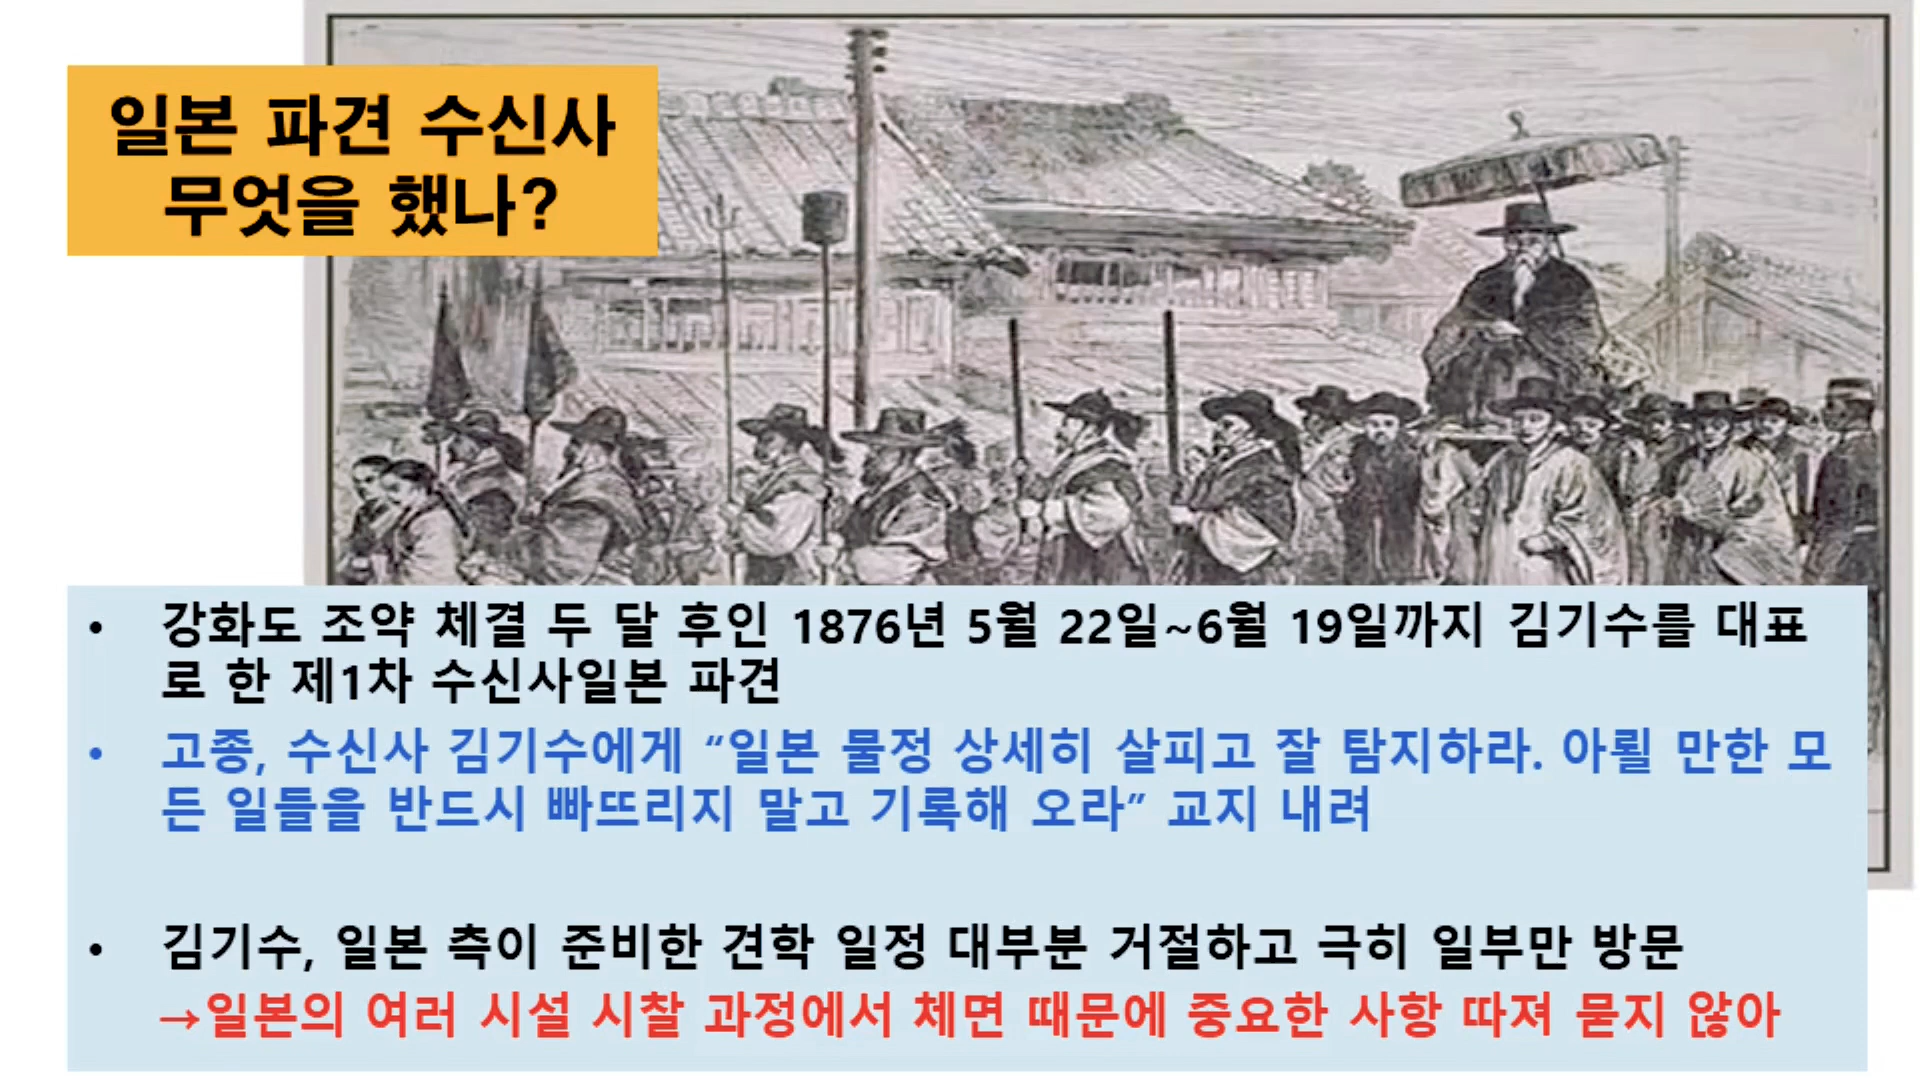 일본 파견 수신사
무엇을 했나?
• 강화도 조약 체결 두 달 후인 1876년 5월 22일~6월 19일까지 김기수를 대표
로 한 제1차 수신사일본 파견
• 고종, 수신사 김기수에게 “일본 물정 상세히 살피고 잘 탐지하라. 아뢸 만한 모
든 일들을 반드시 빠뜨리지 말고 기록해 오라” 교지 내려
• 김기수, 일본 측이 준비한 견학 일정 대부분 거절하고 극히 일부만 방문
→일본의 여러 시설 시찰 과정에서 체면 때문에 중요한 사항 따져 묻지 않아